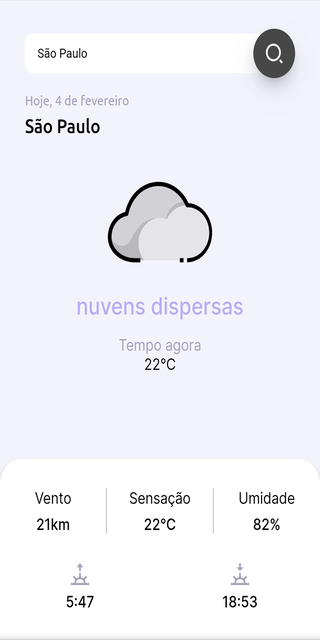 São Paulo
Hoje, 4 de fevereiro
São Paulo
nuvens dispersas
Tempo agora
22°C
Vento Sensação Umidade
21km 22°C 82%
5:47 18:53